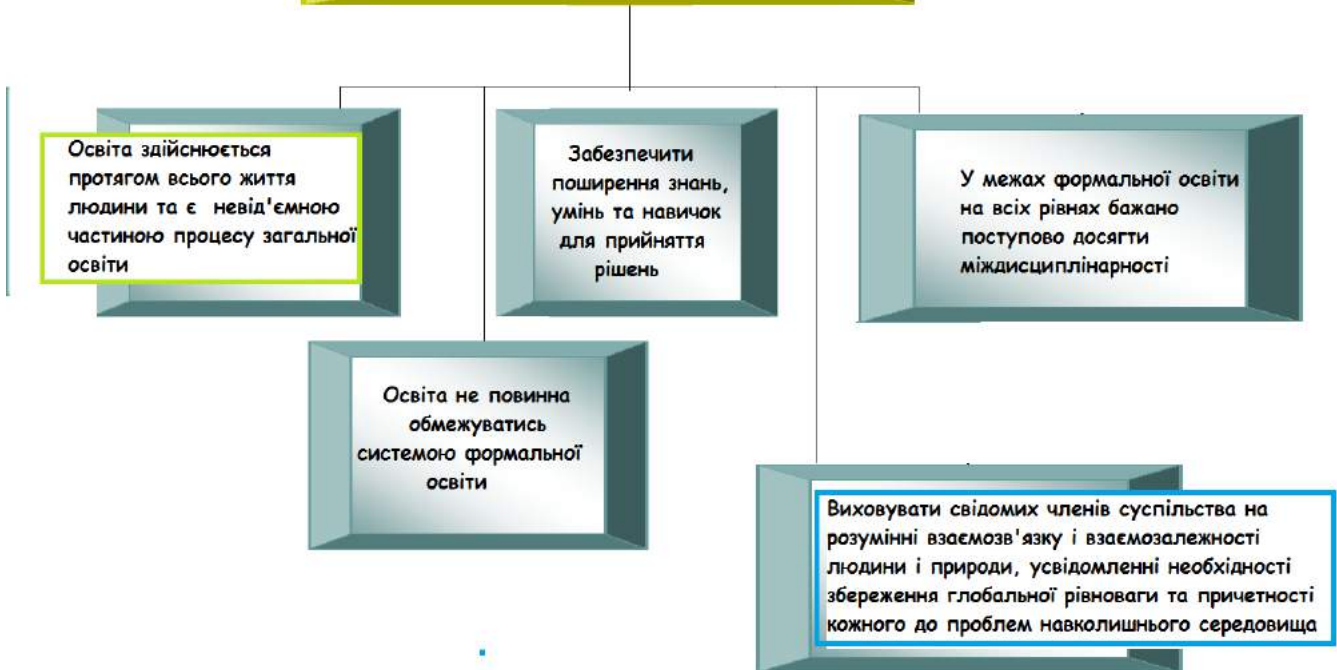 Освіта здійснюється
протягом всього життя
людини та є невід'ємною
частиною процесу загальної
освіти
Забезпечити
поширення знань,
умінь та навичок
для прийняття
рішень
У межах формальної освіти
на всіх рівнях бажано
поступово досягти
міждисциплінарності
Освіта не повинна
обмежуватись
системою формальної
освіти
Виховувати свідомих членів суспільства на
розумінні взаємозв'язку і взаємозалежності
людини і природи, усвідомленні необхідності
збереження глобальної рівноваги та причетності
кожного до проблем навколишнього середовища